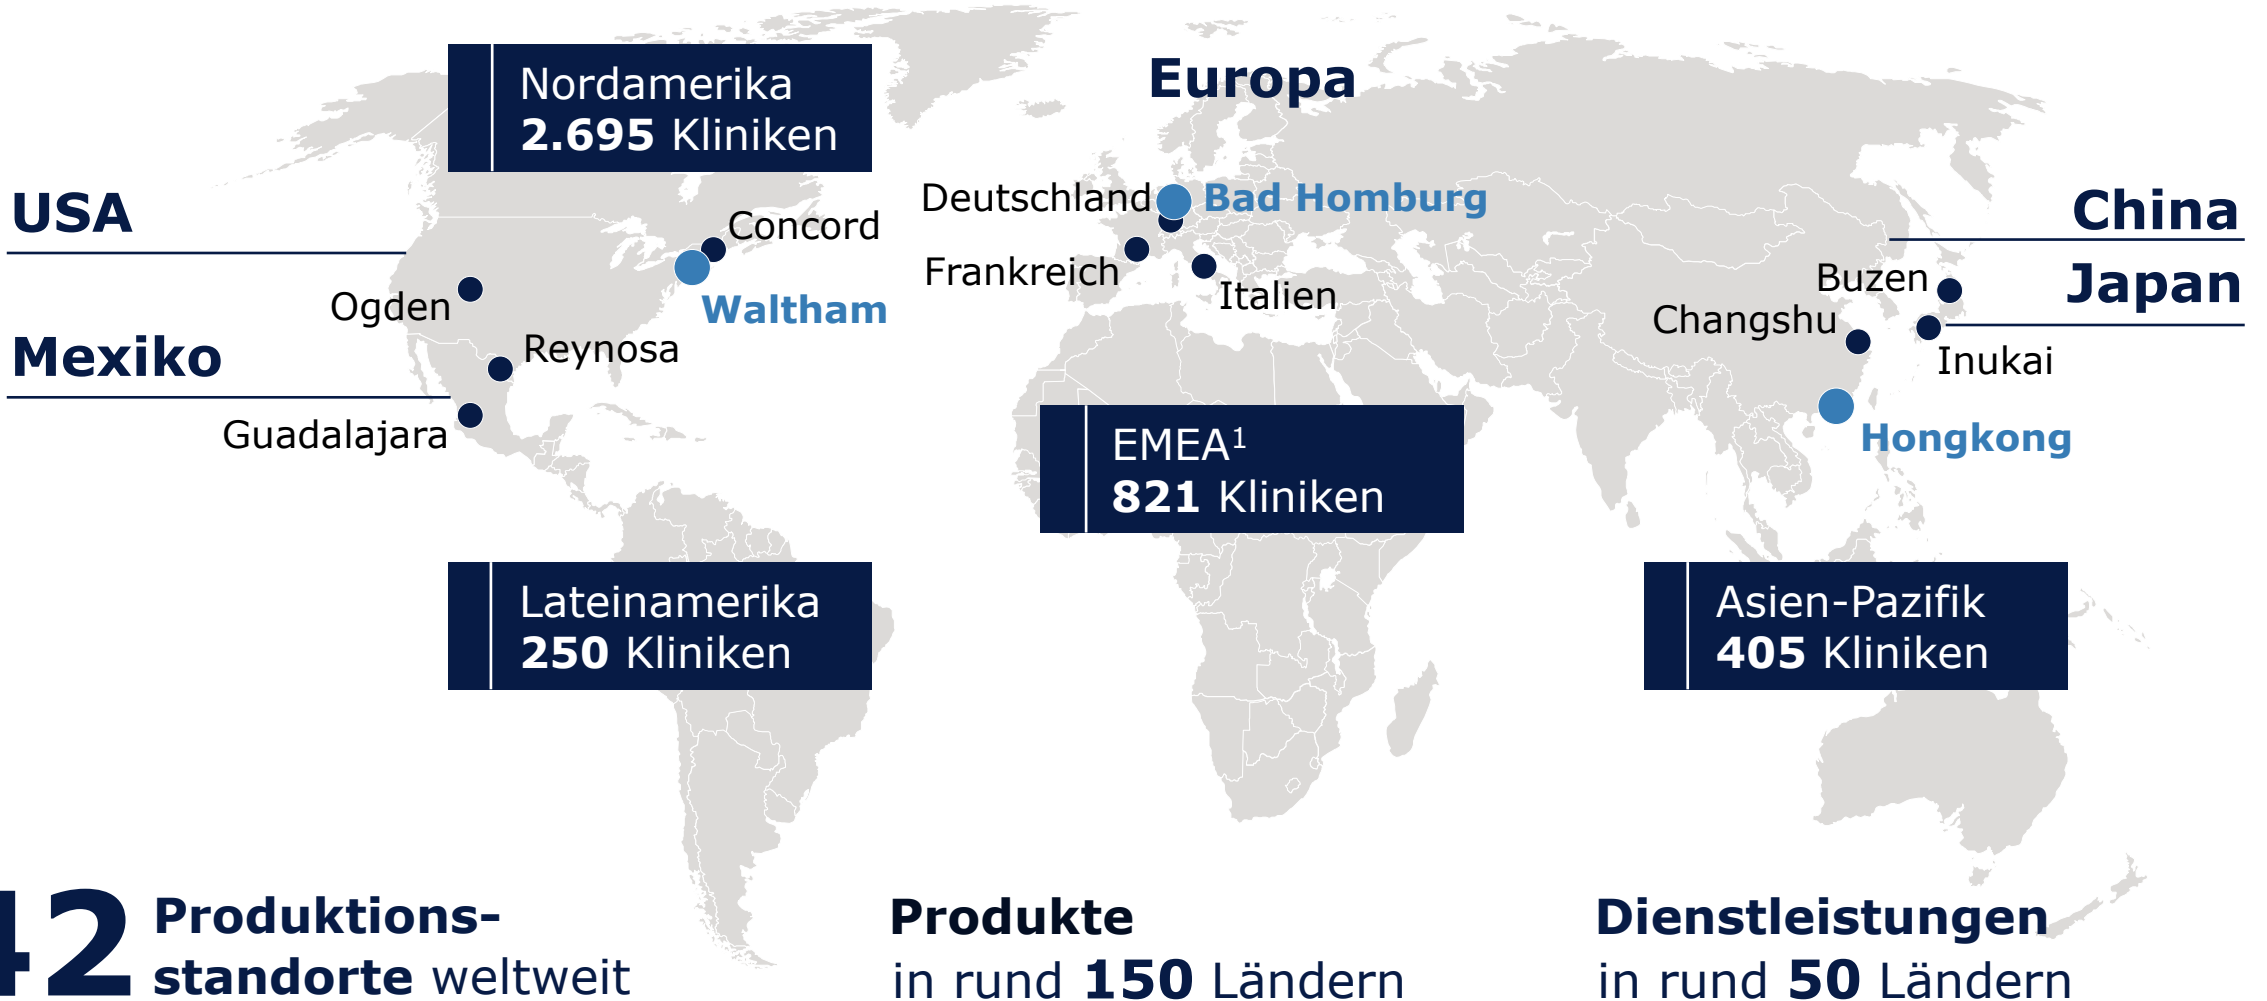 Nordamerika
2.695 Kliniken
Europa
USA
Concord
Waltham
Ogden
Reynosa
Mexiko
Guadalajara
Deutschland
Bad Homburg
Frankreich
Italien
China
Japan
Buzen
Changshu
Inukai
Hongkong
EMEA¹
821 Kliniken
Lateinamerika
250 Kliniken
Asien-Pazifik
405 Kliniken
42 Produktions-
standorte weltweit
Produkte
in rund 150 Ländern
Dienstleistungen
in rund 50 Ländern